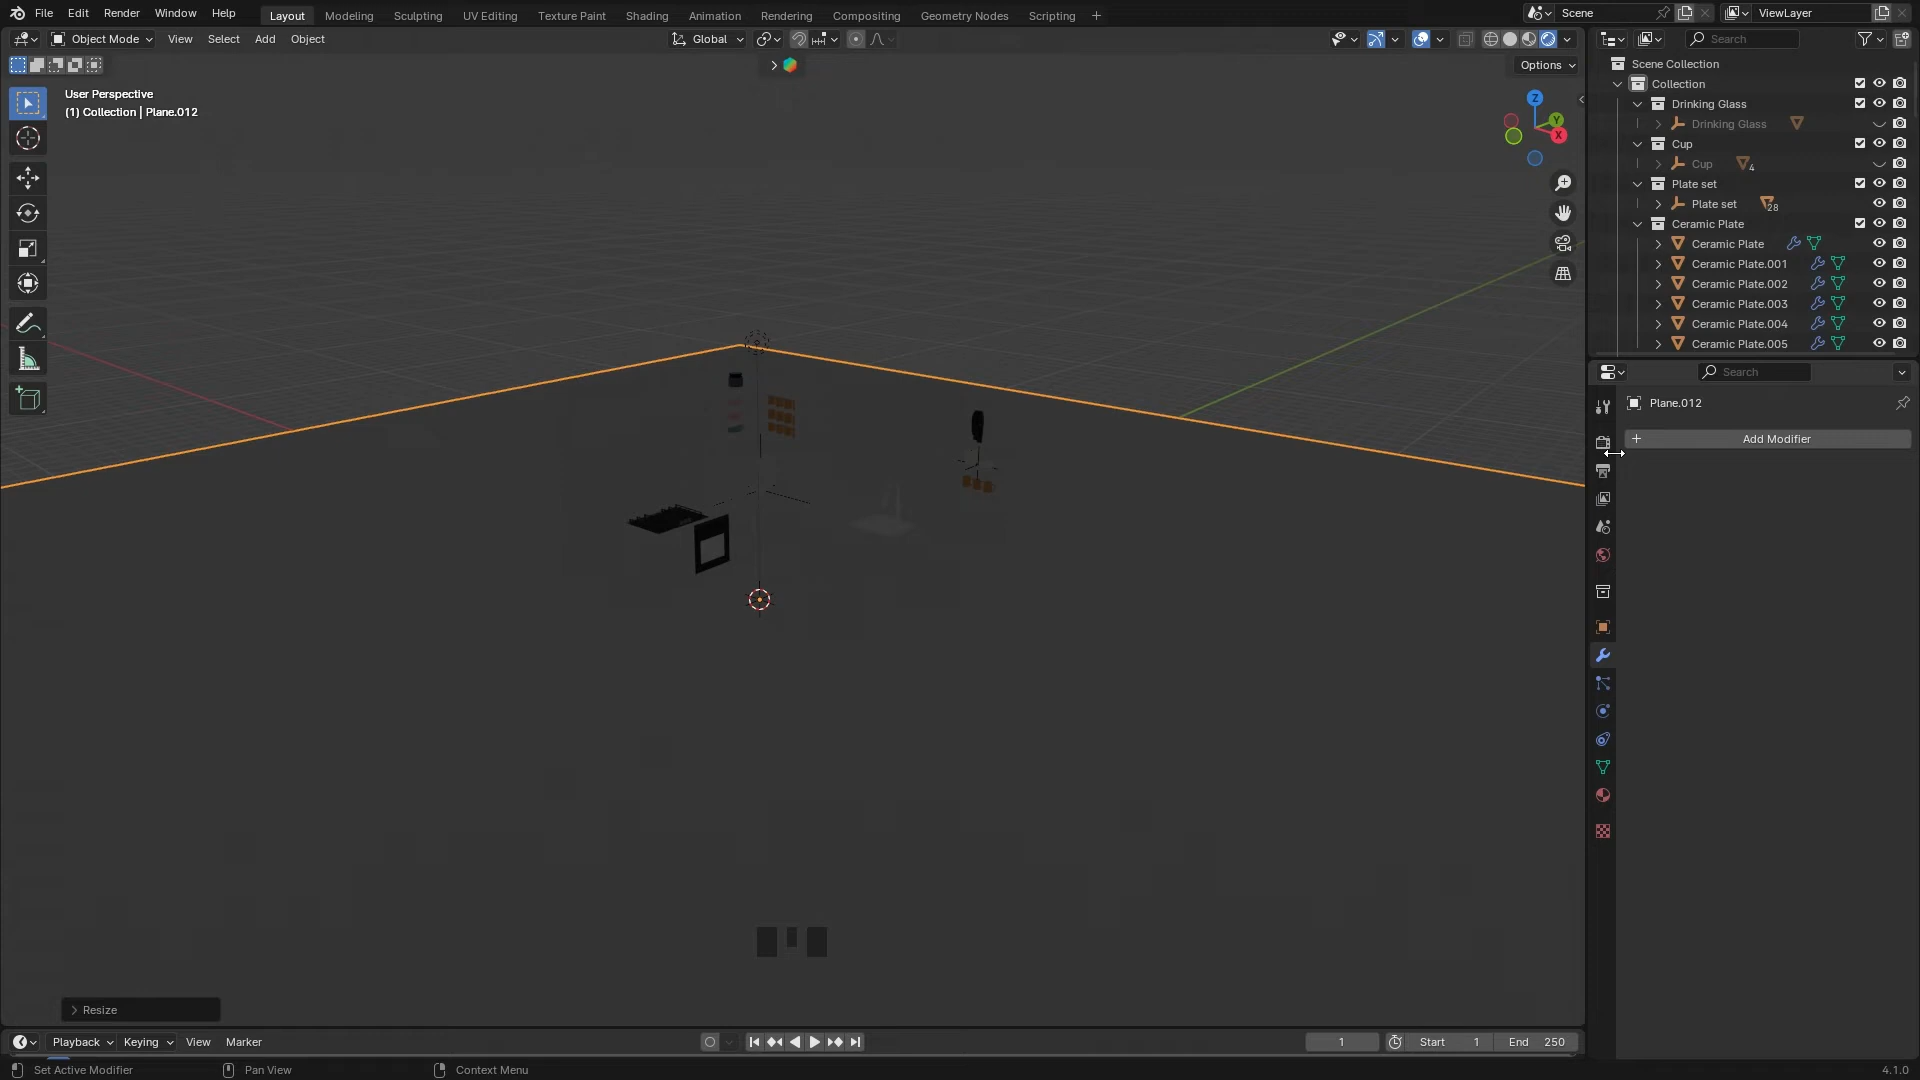 File Edit Render Window Help Layout Modeling Sculpting UV Editing Texture Paint Shading Animation Rendering Compositing Geometry Nodes Scripting + Scene ViewLayer
Object Mode View Select Add Object Global Search
Options
User Perspective
(1) Collection | Plane.012
Z
Y
X
Scene Collection
Collection
Drinking Glass
Drinking Glass
Cup
Cup 4
Plate set
Plate set 28
Ceramic Plate
Ceramic Plate
Ceramic Plate.001
Ceramic Plate.002
Ceramic Plate.003
Ceramic Plate.004
Ceramic Plate.005
Search
Plane.012
+ Add Modifier
> Resize
Playback Keying View Marker 1 Start 1 End 250
Set Active Modifier Pan View Context Menu 4.1.0